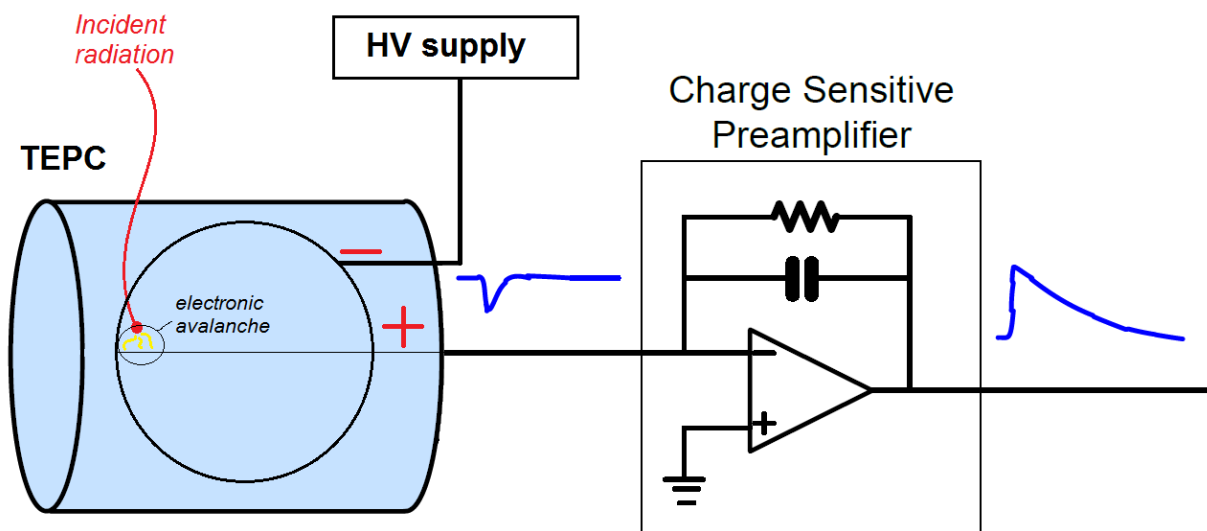 Incident
radiation
HV supply
Charge Sensitive
Preamplifier
TEPC
−
electronic
avalanche
+
−
+